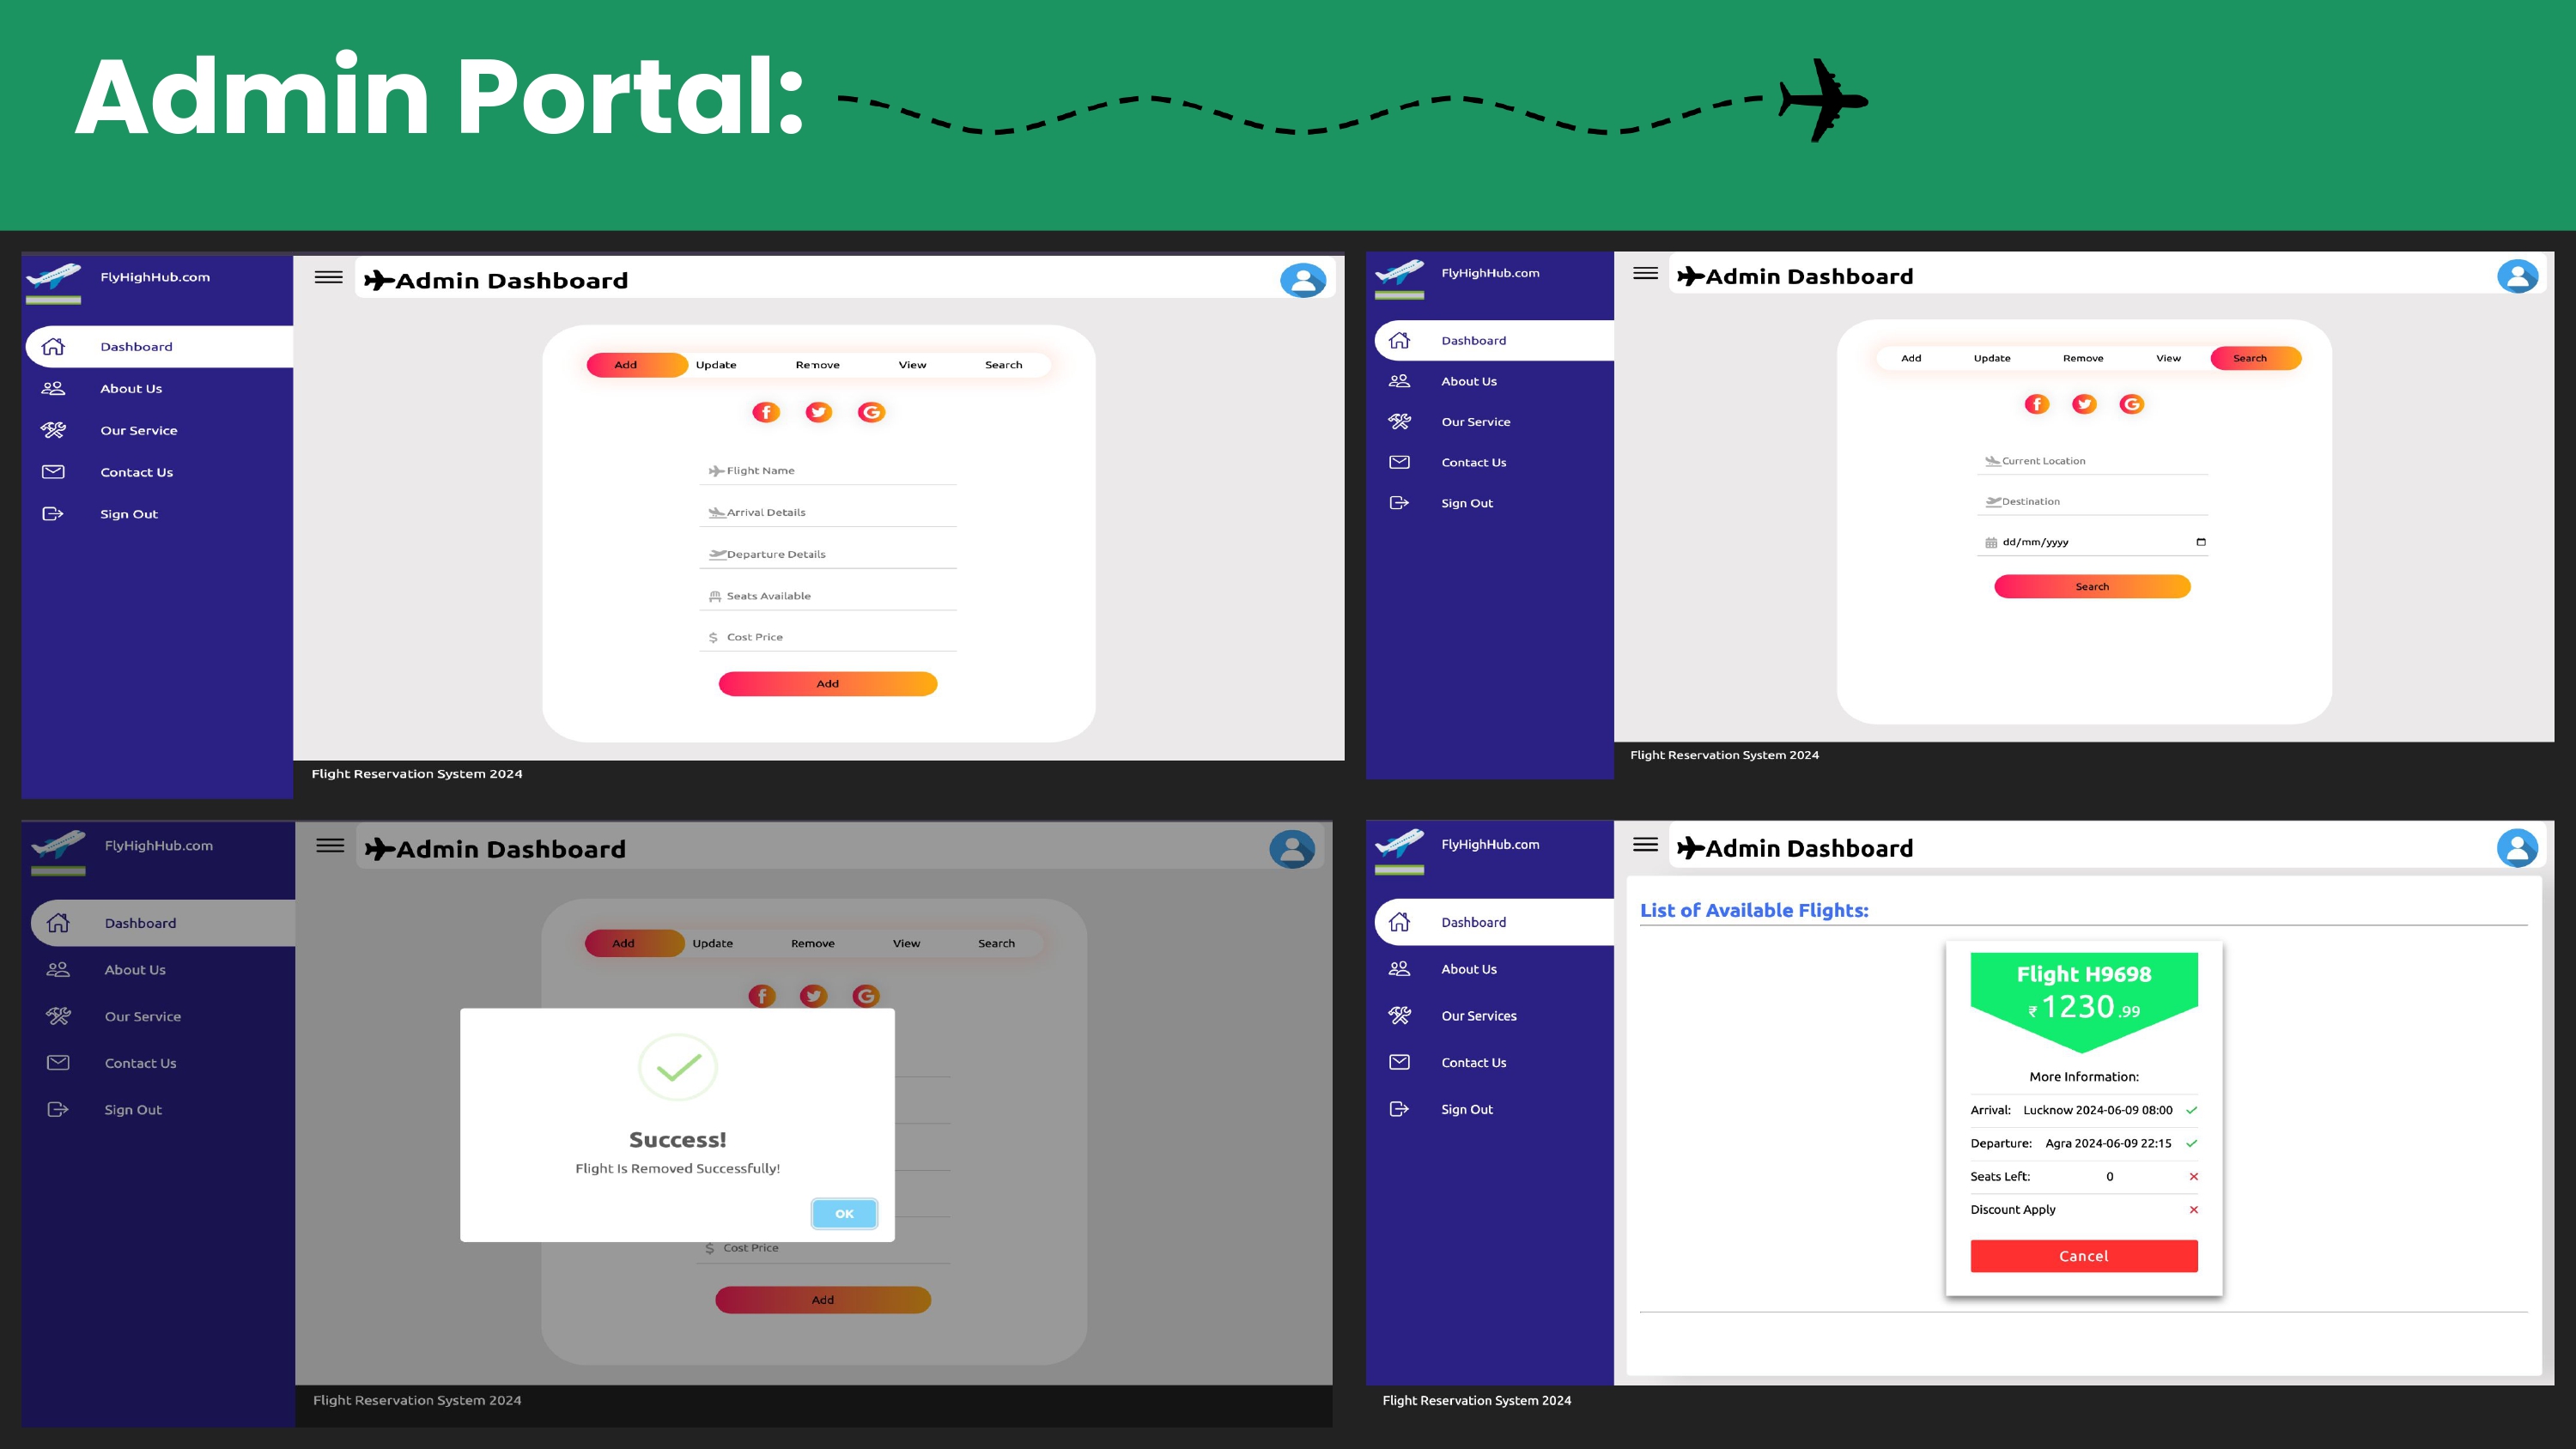 Admin Portal:
FlyHighHub.com
Admin Dashboard
Dashboard
About Us
Our Service
Contact Us
Sign Out
Add Update Remove View Search
Flight Name
Arrival Details
Departure Details
Seats Available
$ Cost Price
Add
Flight Reservation System 2024
FlyHighHub.com
Admin Dashboard
Dashboard
About Us
Our Service
Contact Us
Sign Out
Add Update Remove View Search
Current Location
Destination
dd/mm/yyyy
Search
Flight Reservation System 2024
FlyHighHub.com
Admin Dashboard
Dashboard
About Us
Our Service
Contact Us
Sign Out
Add Update Remove View Search
Success!
Flight Is Removed Successfully!
OK
$ Cost Price
Add
Flight Reservation System 2024
FlyHighHub.com
Admin Dashboard
Dashboard
About Us
Our Services
Contact Us
Sign Out
List of Available Flights:
Flight H9698
₹ 1230 .99
More Information:
Arrival: Lucknow 2024-06-09 08:00
Departure: Agra 2024-06-09 22:15
Seats Left: 0
Discount Apply
Cancel
Flight Reservation System 2024